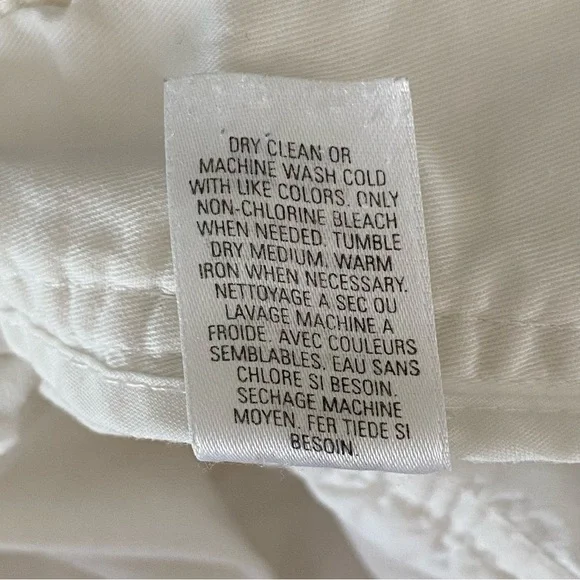 DRY CLEAN OR
MACHINE WASH COLD
WITH LIKE COLORS. ONLY
NON-CHLORINE BLEACH
WHEN NEEDED. TUMBLE
DRY MEDIUM. WARM
IRON WHEN NECESSARY.
NETTOYAGE A SEC OU
LAVAGE MACHINE A
FROIDE. AVEC COULEURS
SEMBLABLES. EAU SANS
CHLORE SI BESOIN.
SECHAGE MACHINE
MOYEN. FER TIEDE SI
BESOIN.